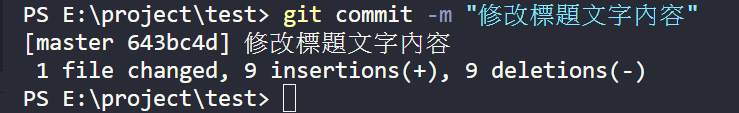 PS E:\project\test> git commit -m "修改標題文字內容"
[master 643bc4d] 修改標題文字內容
 1 file changed, 9 insertions(+), 9 deletions(-)
PS E:\project\test>